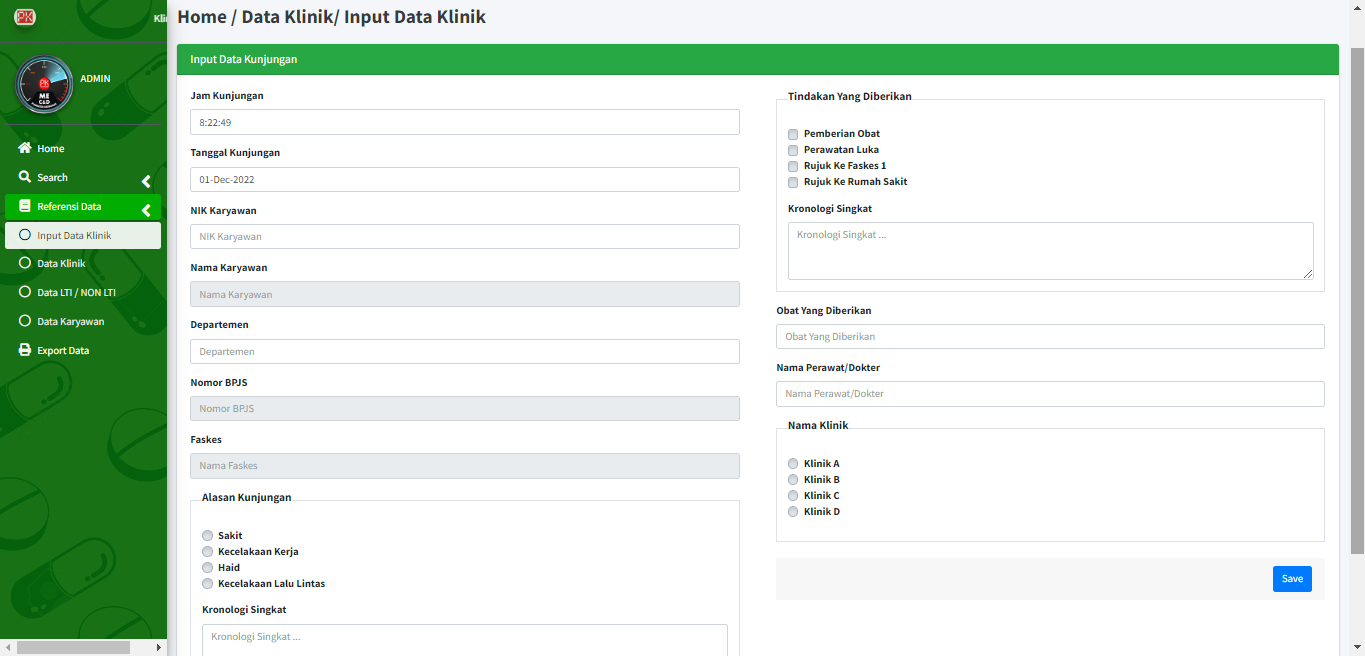 PK
Kli
ADMIN
PK
ME
C&D
Home
Search
Referensi Data
Input Data Klinik
Data Klinik
Data LTI / NON LTI
Data Karyawan
Export Data
Home / Data Klinik/ Input Data Klinik
Input Data Kunjungan
Jam Kunjungan
8:22:49
Tanggal Kunjungan
01-Dec-2022
NIK Karyawan
NIK Karyawan
Nama Karyawan
Nama Karyawan
Departemen
Departemen
Nomor BPJS
Nomor BPJS
Faskes
Nama Faskes
Alasan Kunjungan
Sakit
Kecelakaan Kerja
Haid
Kecelakaan Lalu Lintas
Kronologi Singkat
Kronologi Singkat ...
Tindakan Yang Diberikan
Pemberian Obat
Perawatan Luka
Rujuk Ke Faskes 1
Rujuk Ke Rumah Sakit
Kronologi Singkat
Kronologi Singkat ...
Obat Yang Diberikan
Obat Yang Diberikan
Nama Perawat/Dokter
Nama Perawat/Dokter
Nama Klinik
Klinik A
Klinik B
Klinik C
Klinik D
Save